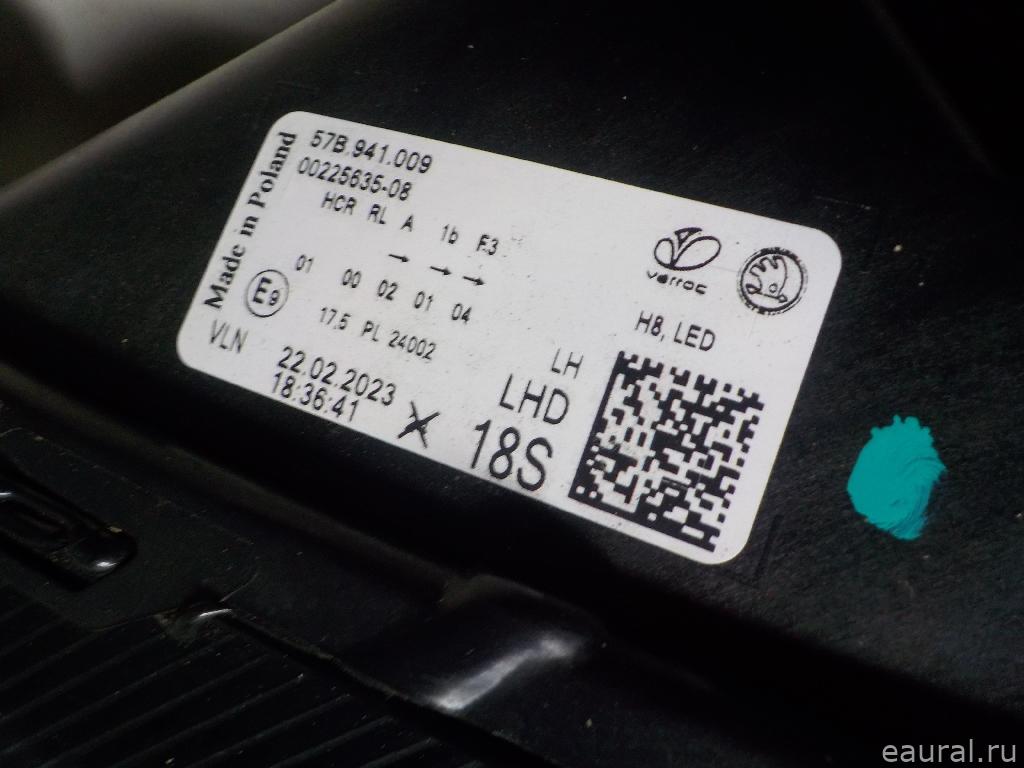 Made in Poland
57B.941.009
00225635-08
HCR RL A 1b F3
→ → →
01 00 02 01 04
E9
17,5 PL 24002
VLN
22.02.2023
18:36:41
varroc
H8, LED
LH
LHD
18S
eaural.ru